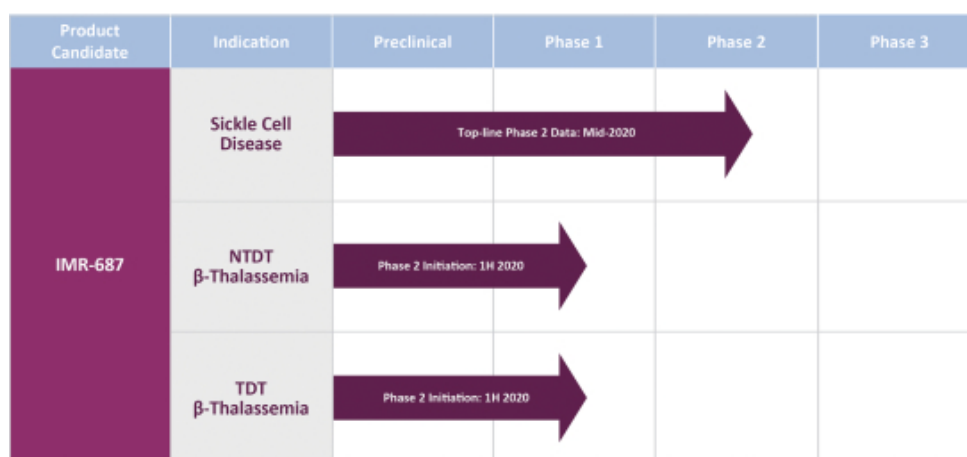 Product
Candidate
Indication
Preclinical
Phase 1
Phase 2
Phase 3
IMR-687
Sickle Cell
Disease
Top-line Phase 2 Data: Mid-2020
NTDT
β-Thalassemia
Phase 2 Initiation: 1H 2020
TDT
β-Thalassemia
Phase 2 Initiation: 1H 2020